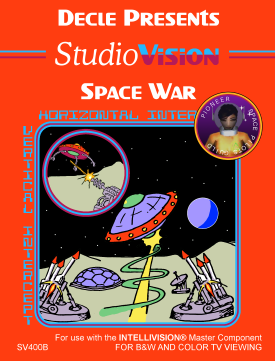 Decle Presents
StudioVision
Space War
HORIZONTAL INTER
PIONEER SPACE
VERTICAL INTERCEPT
For use with the INTELLIVISION® Master Component
SV400B
FOR B&W AND COLOR TV VIEWING